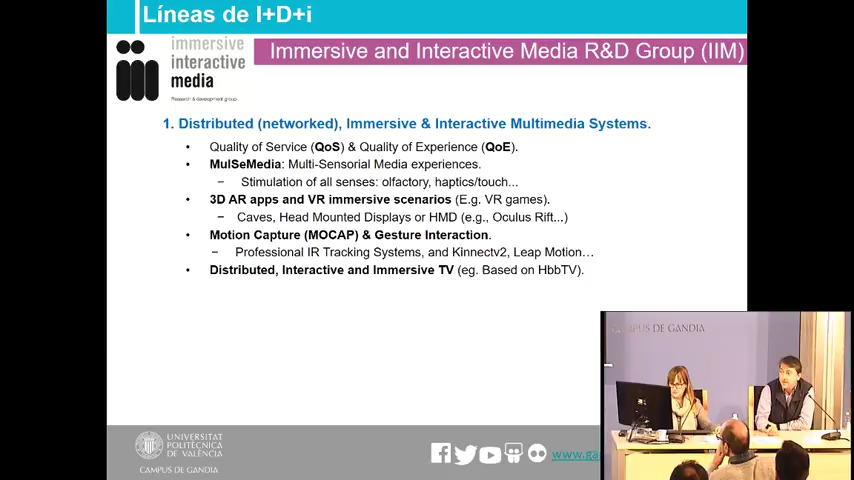 Líneas de I+D+i
immersive
interactive
media
Research & development group
Immersive and Interactive Media R&D Group (IIM)
1. Distributed (networked), Immersive & Interactive Multimedia Systems.
• Quality of Service (QoS) & Quality of Experience (QoE).
• MulSeMedia: Multi-Sensorial Media experiences.
− Stimulation of all senses: olfactory, haptics/touch...
• 3D AR apps and VR immersive scenarios (E.g. VR games).
− Caves, Head Mounted Displays or HMD (e.g., Oculus Rift...)
• Motion Capture (MOCAP) & Gesture Interaction.
− Professional IR Tracking Systems, and Kinnectv2, Leap Motion…
• Distributed, Interactive and Immersive TV (eg. Based on HbbTV).
CAMPUS DE GANDIA
UNIVERSITAT
POLITÈCNICA
DE VALÈNCIA
CAMPUS DE GANDIA
www.ga